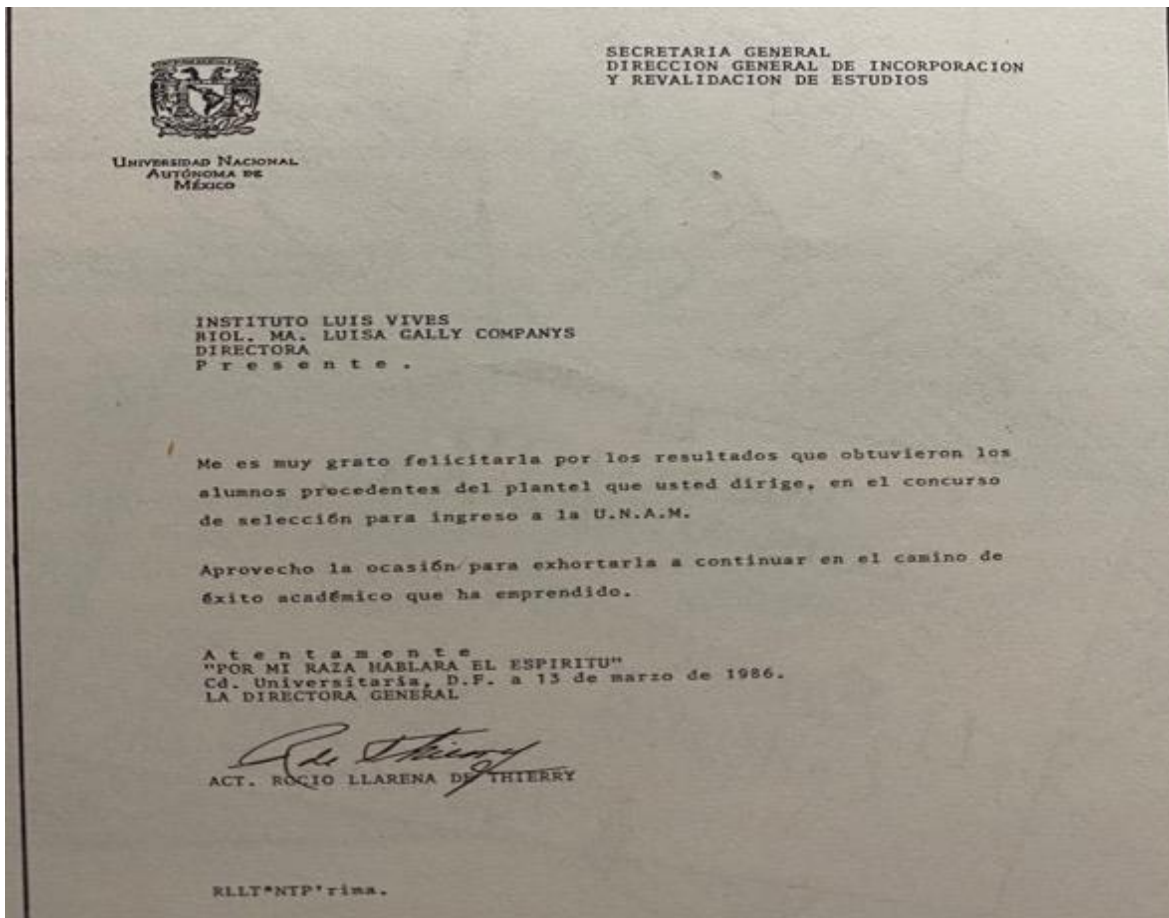 SECRETARIA GENERAL
DIRECCION GENERAL DE INCORPORACION
Y REVALIDACION DE ESTUDIOS
UNIVERSIDAD NACIONAL
AUTÓNOMA DE
MÉXICO
INSTITUTO LUIS VIVES
BIOL. MA. LUISA GALLY COMPANYS
DIRECTORA
P r e s e n t e .
Me es muy grato felicitarla por los resultados que obtuvieron los
alumnos precedentes del plantel que usted dirige, en el concurso
de selección para ingreso a la U.N.A.M.
Aprovecho la ocasión para exhortarla a continuar en el camino de
éxito académico que ha emprendido.
A t e n t a m e n t e
"POR MI RAZA HABLARA EL ESPIRITU"
Cd. Universitaria, D.F. a 13 de marzo de 1986.
LA DIRECTORA GENERAL
R de Thierry
ACT. ROCIO LLARENA DE THIERRY
RLLT*NTP'rima.